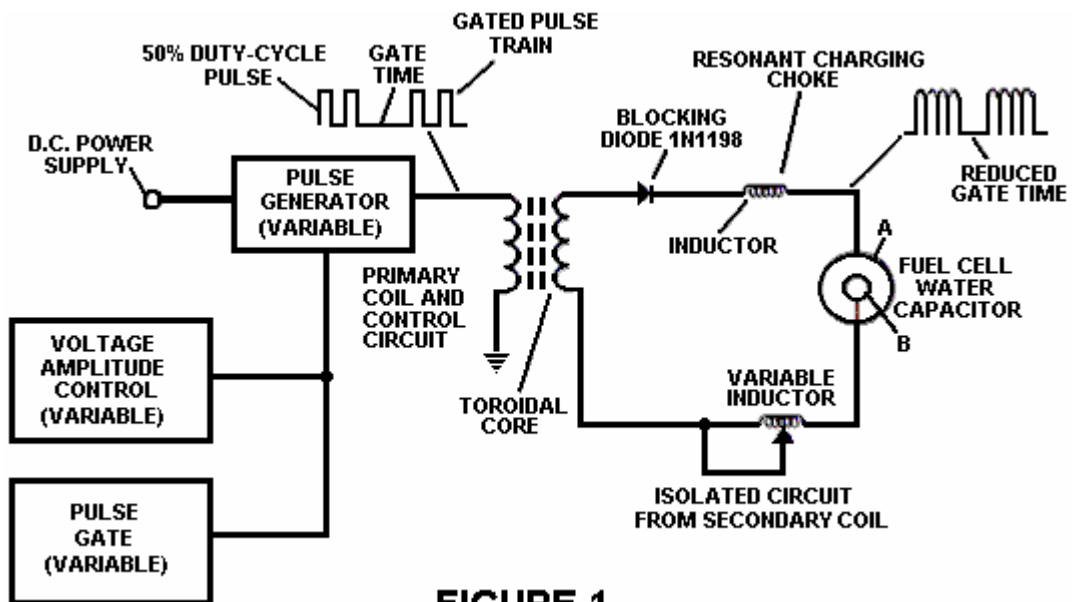 50% DUTY-CYCLE
PULSE
GATE
TIME
GATED PULSE
TRAIN
RESONANT CHARGING
CHOKE
BLOCKING
DIODE 1N1198
D.C. POWER
SUPPLY
PULSE
GENERATOR
(VARIABLE)
REDUCED
GATE TIME
INDUCTOR
A
FUEL CELL
WATER
CAPACITOR
B
PRIMARY
COIL AND
CONTROL
CIRCUIT
VOLTAGE
AMPLITUDE
CONTROL
(VARIABLE)
TOROIDAL
CORE
VARIABLE
INDUCTOR
ISOLATED CIRCUIT
FROM SECONDARY COIL
PULSE
GATE
(VARIABLE)
FIGURE 1